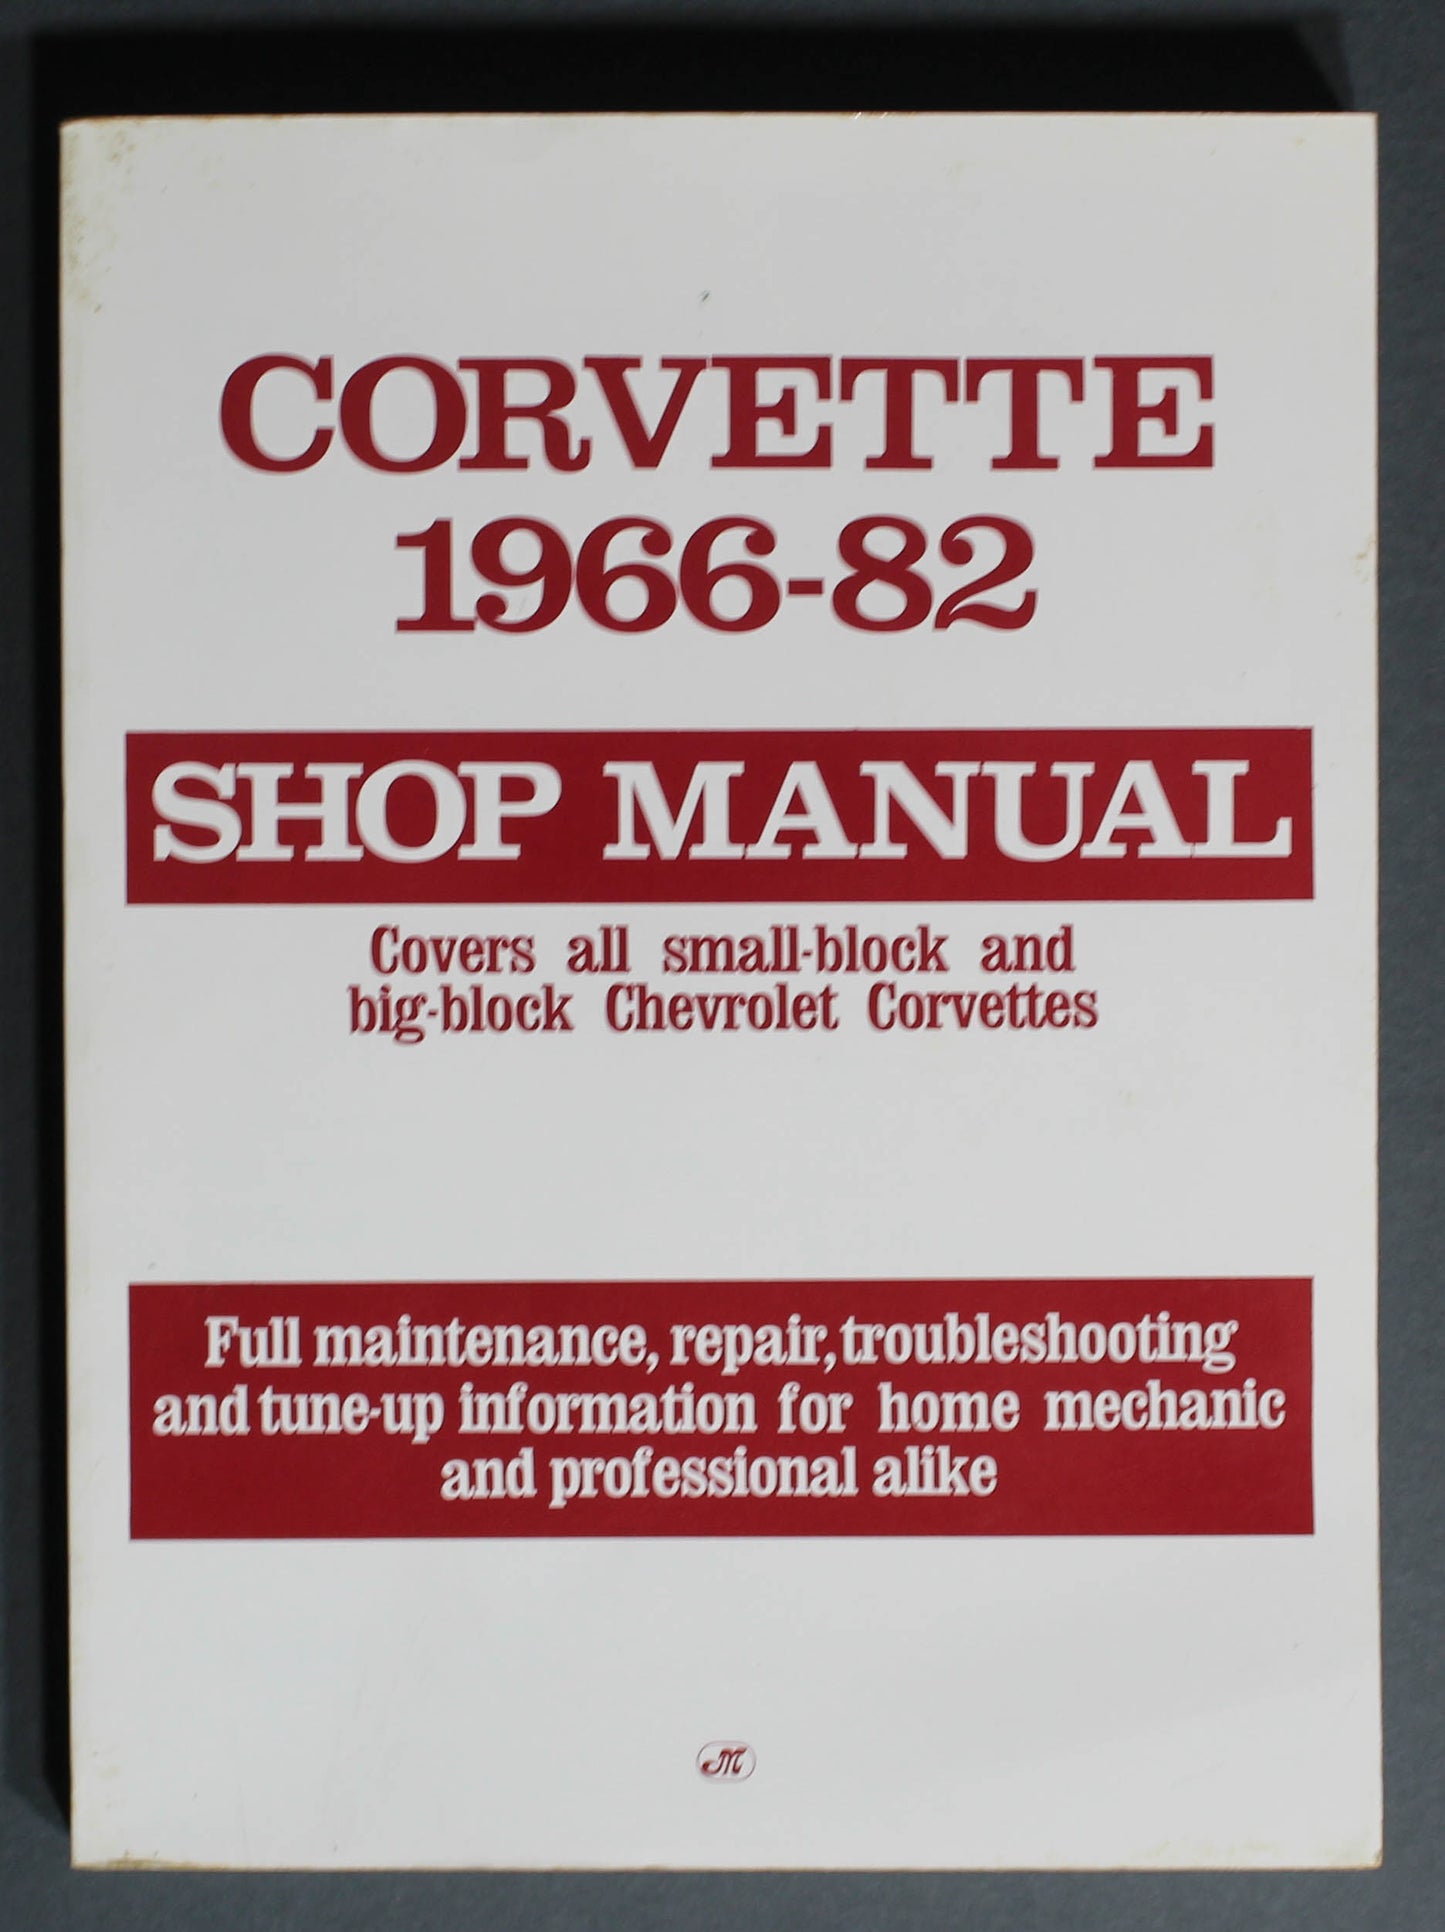 CORVETTE
1966-82
SHOP MANUAL
Covers all small-block and
big-block Chevrolet Corvettes
Full maintenance, repair, troubleshooting
and tune-up information for home mechanic
and professional alike
M